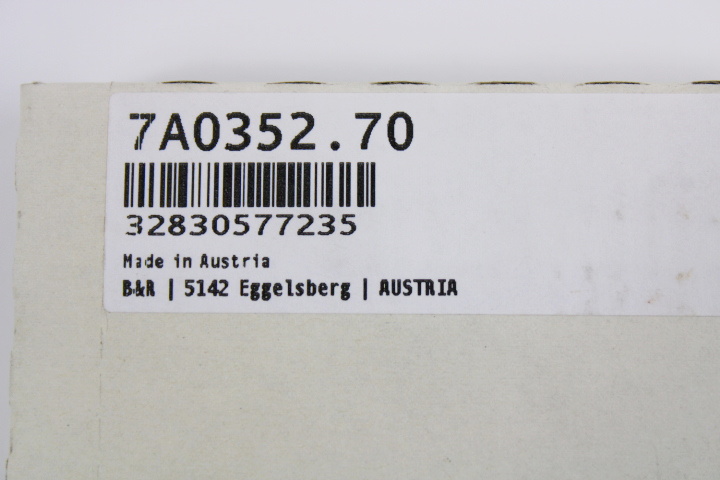 7A0352.70
32830577235
Made in Austria
B&R | 5142 Eggelsberg | AUSTRIA